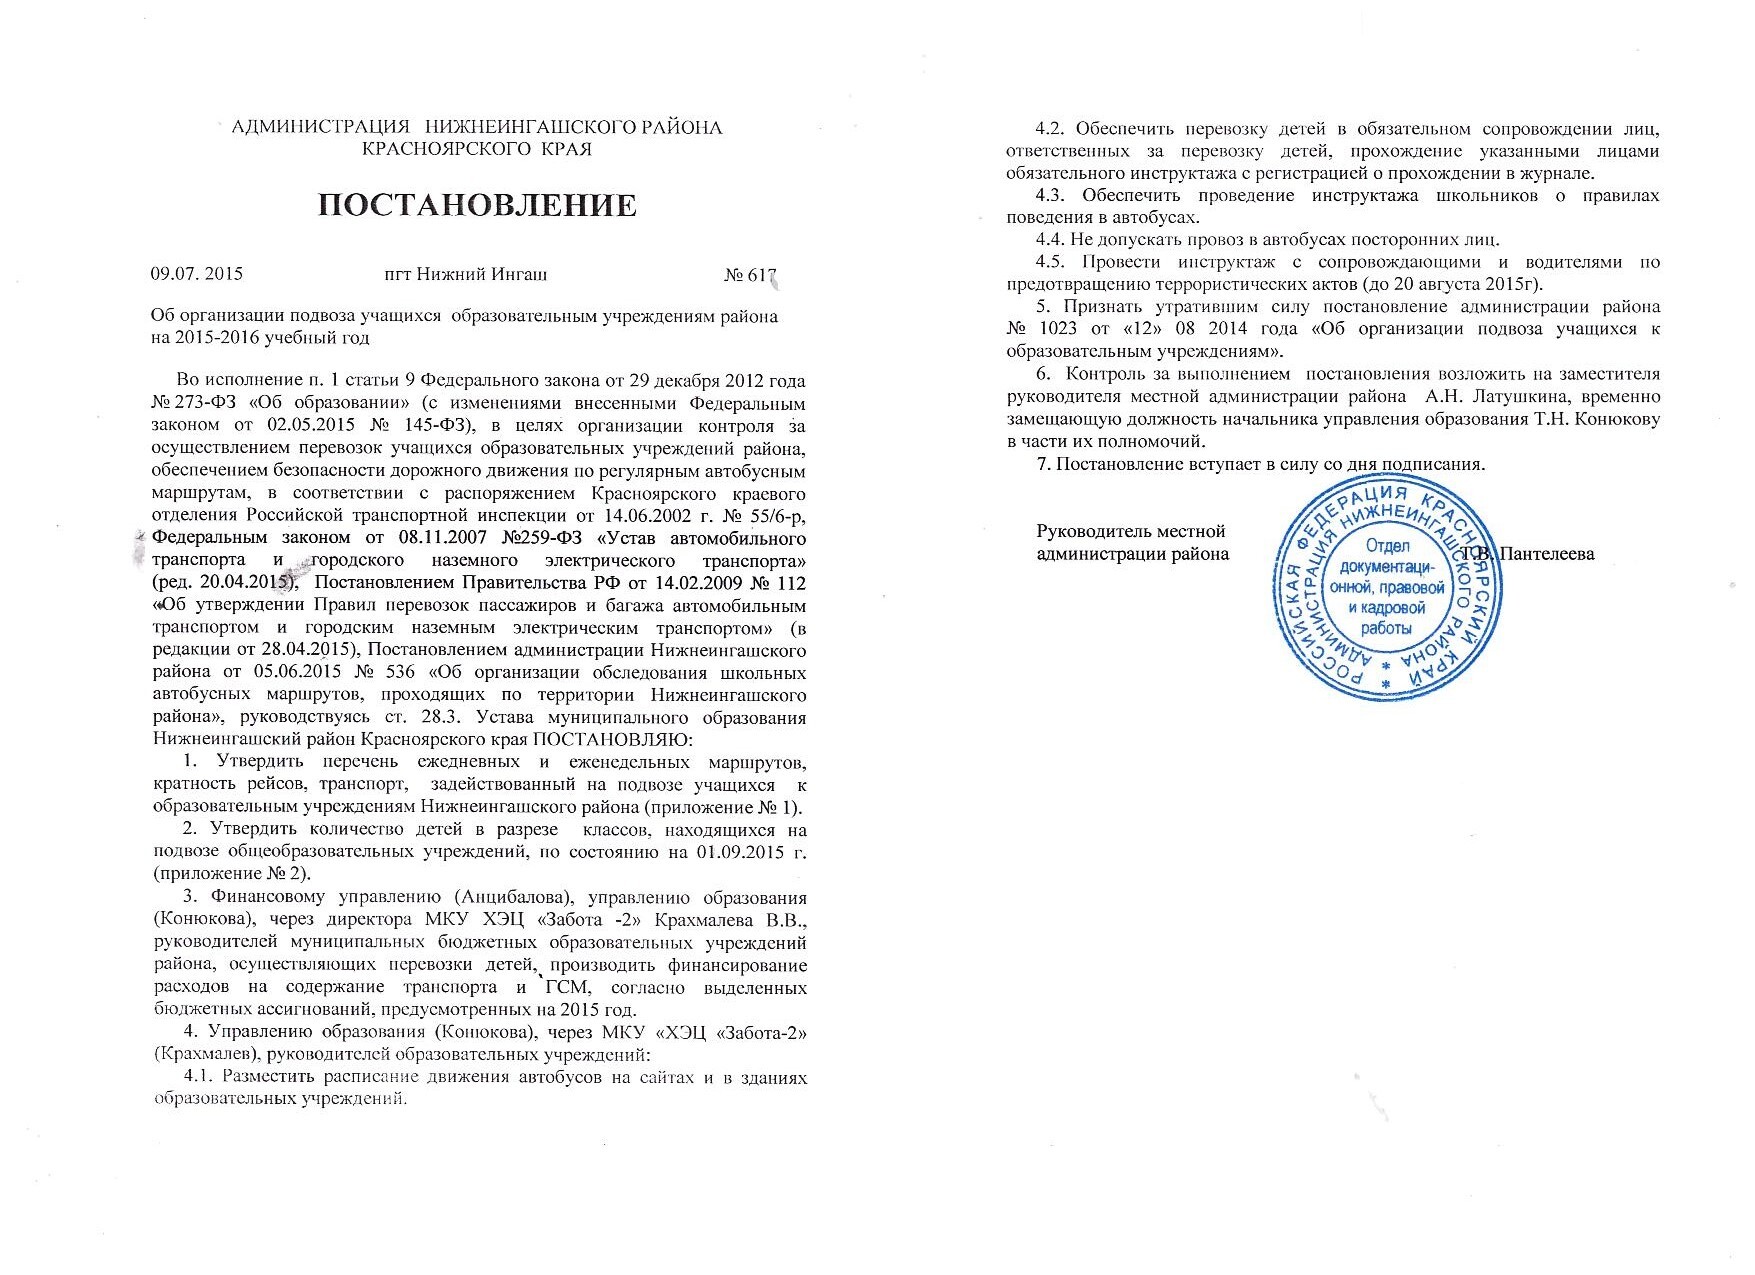 АДМИНИСТРАЦИЯ НИЖНЕИНГАШСКОГО РАЙОНА
КРАСНОЯРСКОГО КРАЯ
ПОСТАНОВЛЕНИЕ
09.07. 2015 пгт Нижний Ингаш № 617
Об организации подвоза учащихся образовательным учреждениям района
на 2015-2016 учебный год
Во исполнение п. 1 статьи 9 Федерального закона от 29 декабря 2012 года
№ 273-ФЗ «Об образовании» (с изменениями внесенными Федеральным
законом от 02.05.2015 № 145-ФЗ), в целях организации контроля за
осуществлением перевозок учащихся образовательных учреждений района,
обеспечением безопасности дорожного движения по регулярным автобусным
маршрутам, в соответствии с распоряжением Красноярского краевого
отделения Российской транспортной инспекции от 14.06.2002 г. № 55/6-р,
Федеральным законом от 08.11.2007 №259-ФЗ «Устав автомобильного
транспорта и городского наземного электрического транспорта»
(ред. 20.04.2015), Постановлением Правительства РФ от 14.02.2009 № 112
«Об утверждении Правил перевозок пассажиров и багажа автомобильным
транспортом и городским наземным электрическим транспортом» (в
редакции от 28.04.2015), Постановлением администрации Нижнеингашского
района от 05.06.2015 № 536 «Об организации обследования школьных
автобусных маршрутов, проходящих по территории Нижнеингашского
района», руководствуясь ст. 28.3. Устава муниципального образования
Нижнеингашский район Красноярского края ПОСТАНОВЛЯЮ:
1. Утвердить перечень ежедневных и еженедельных маршрутов,
кратность рейсов, транспорт, задействованный на подвозе учащихся к
образовательным учреждениям Нижнеингашского района (приложение № 1).
2. Утвердить количество детей в разрезе классов, находящихся на
подвозе общеобразовательных учреждений, по состоянию на 01.09.2015 г.
(приложение № 2).
3. Финансовому управлению (Анцибалова), управлению образования
(Конюкова), через директора МКУ ХЭЦ «Забота -2» Крахмалева В.В.,
руководителей муниципальных бюджетных образовательных учреждений
района, осуществляющих перевозки детей, производить финансирование
расходов на содержание транспорта и ГСМ, согласно выделенных
бюджетных ассигнований, предусмотренных на 2015 год.
4. Управлению образования (Конюкова), через МКУ «ХЭЦ «Забота-2»
(Крахмалев), руководителей образовательных учреждений:
4.1. Разместить расписание движения автобусов на сайтах и в зданиях
образовательных учреждений.
4.2. Обеспечить перевозку детей в обязательном сопровождении лиц,
ответственных за перевозку детей, прохождение указанными лицами
обязательного инструктажа с регистрацией о прохождении в журнале.
4.3. Обеспечить проведение инструктажа школьников о правилах
поведения в автобусах.
4.4. Не допускать провоз в автобусах посторонних лиц.
4.5. Провести инструктаж с сопровождающими и водителями по
предотвращению террористических актов (до 20 августа 2015г).
5. Признать утратившим силу постановление администрации района
№ 1023 от «12» 08 2014 года «Об организации подвоза учащихся к
образовательным учреждениям».
6. Контроль за выполнением постановления возложить на заместителя
руководителя местной администрации района А.Н. Латушкина, временно
замещающую должность начальника управления образования Т.Н. Конюкову
в части их полномочий.
7. Постановление вступает в силу со дня подписания.
Руководитель местной
администрации района Т.В. Пантелеева
РОССИЙСКАЯ ФЕДЕРАЦИЯ КРАСНОЯРСКИЙ КРАЙ *
АДМИНИСТРАЦИЯ НИЖНЕИНГАШСКОГО РАЙОНА *
Отдел
документаци-
онной, правовой
и кадровой
работы